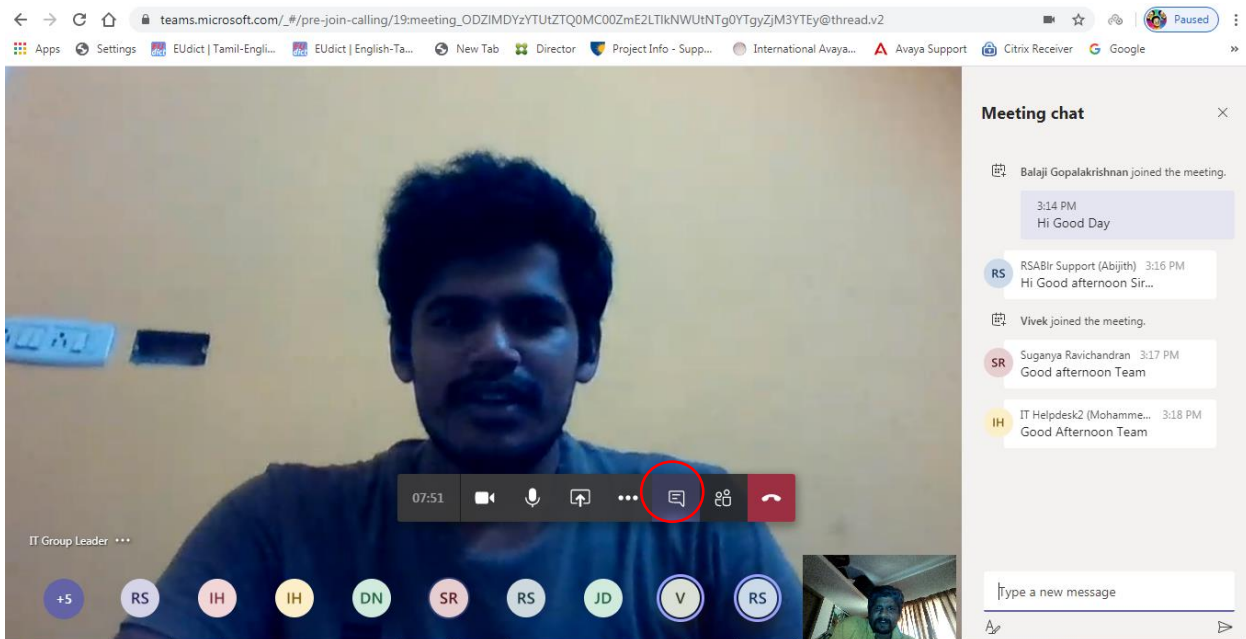 teams.microsoft.com/_#/pre-join-calling/19:meeting_ODZlMDYzYTUtZTQ0MC00ZmE2LTlkNWUtNTg0YTgyZjM3YTEy@thread.v2
Paused
Apps Settings EUdict | Tamil-Engli... EUdict | English-Ta... New Tab Director Project Info - Supp... International Avaya... Avaya Support Citrix Receiver Google »
Meeting chat
Balaji Gopalakrishnan joined the meeting.
3:14 PM
Hi Good Day
RS
RSABlr Support (Abijith) 3:16 PM
Hi Good afternoon Sir...
Vivek joined the meeting.
SR
Suganya Ravichandran 3:17 PM
Good afternoon Team
IH
IT Helpdesk2 (Mohamme... 3:18 PM
Good Afternoon Team
07:51
IT Group Leader
+5 RS IH IH DN SR RS JD V RS
Type a new message